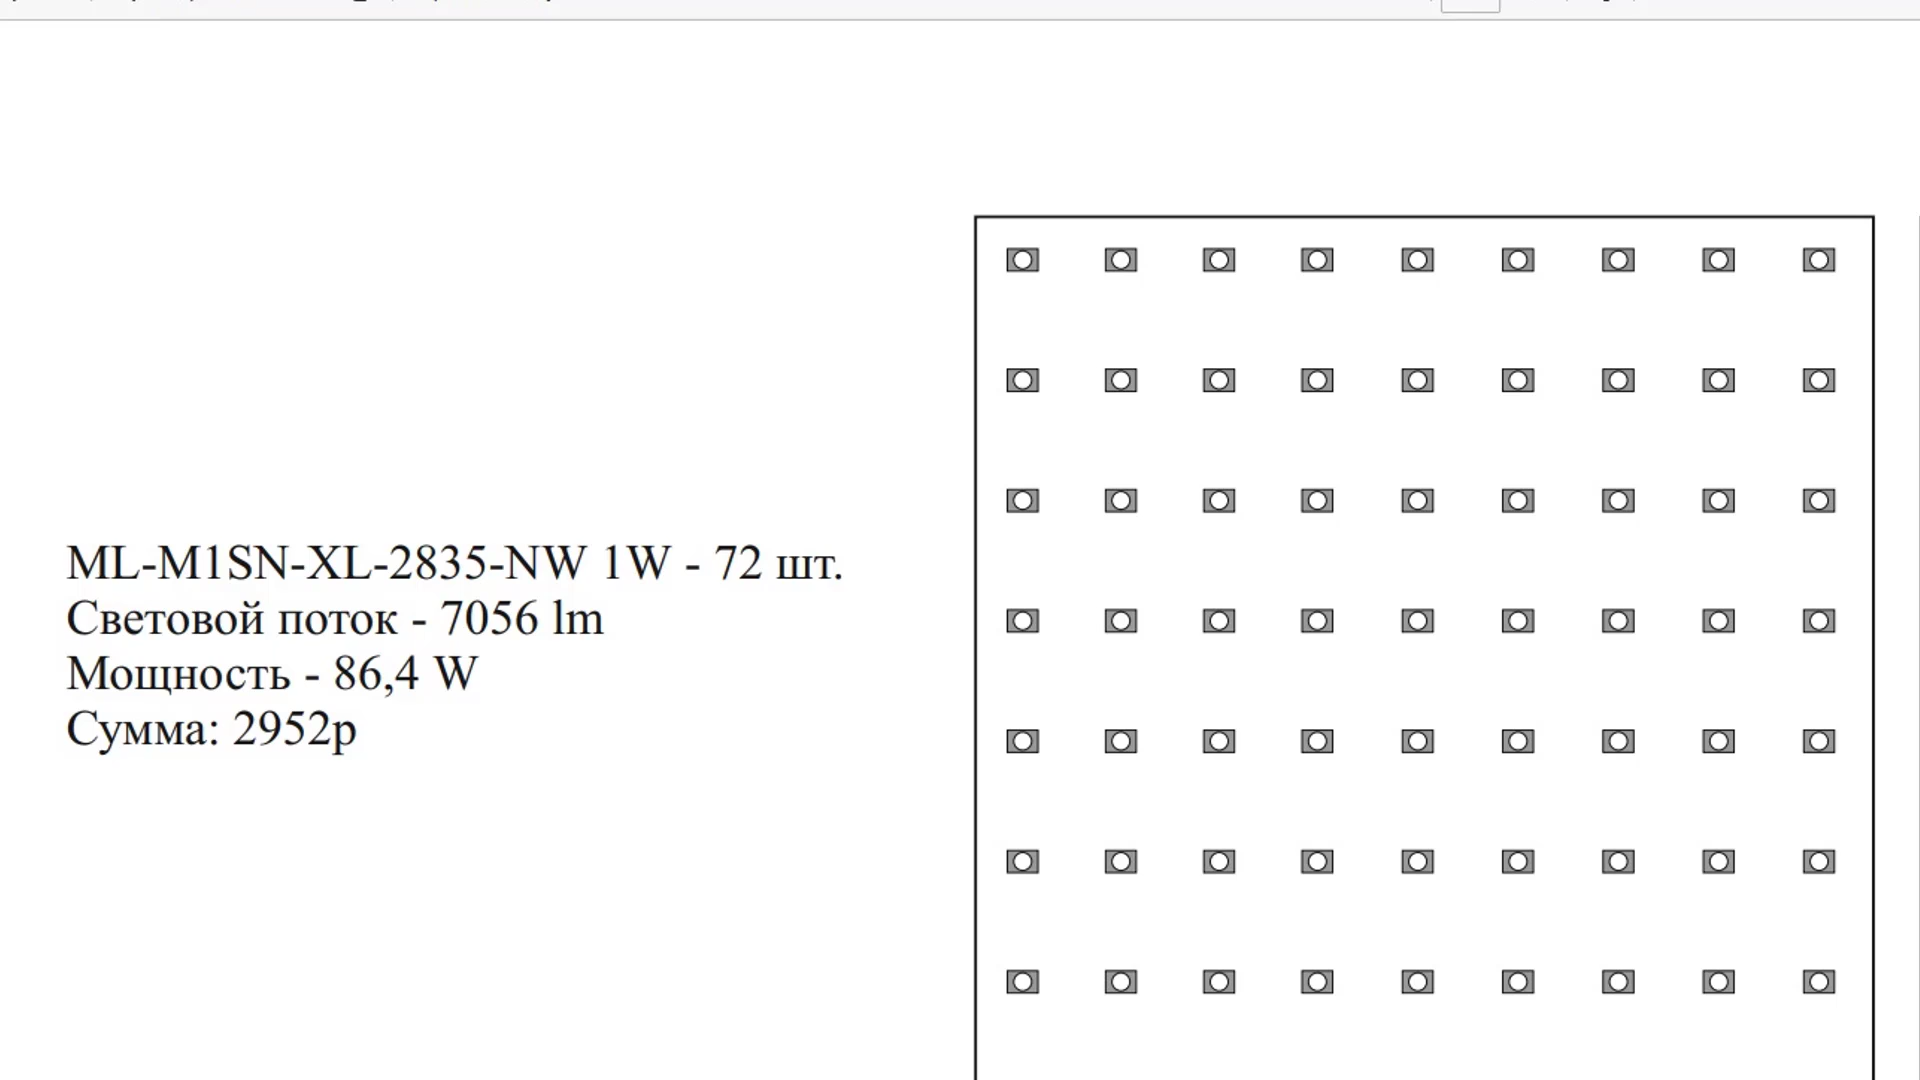 ML-M1SN-XL-2835-NW 1W - 72 шт.
Световой поток - 7056 lm
Мощность - 86,4 W
Сумма: 2952р